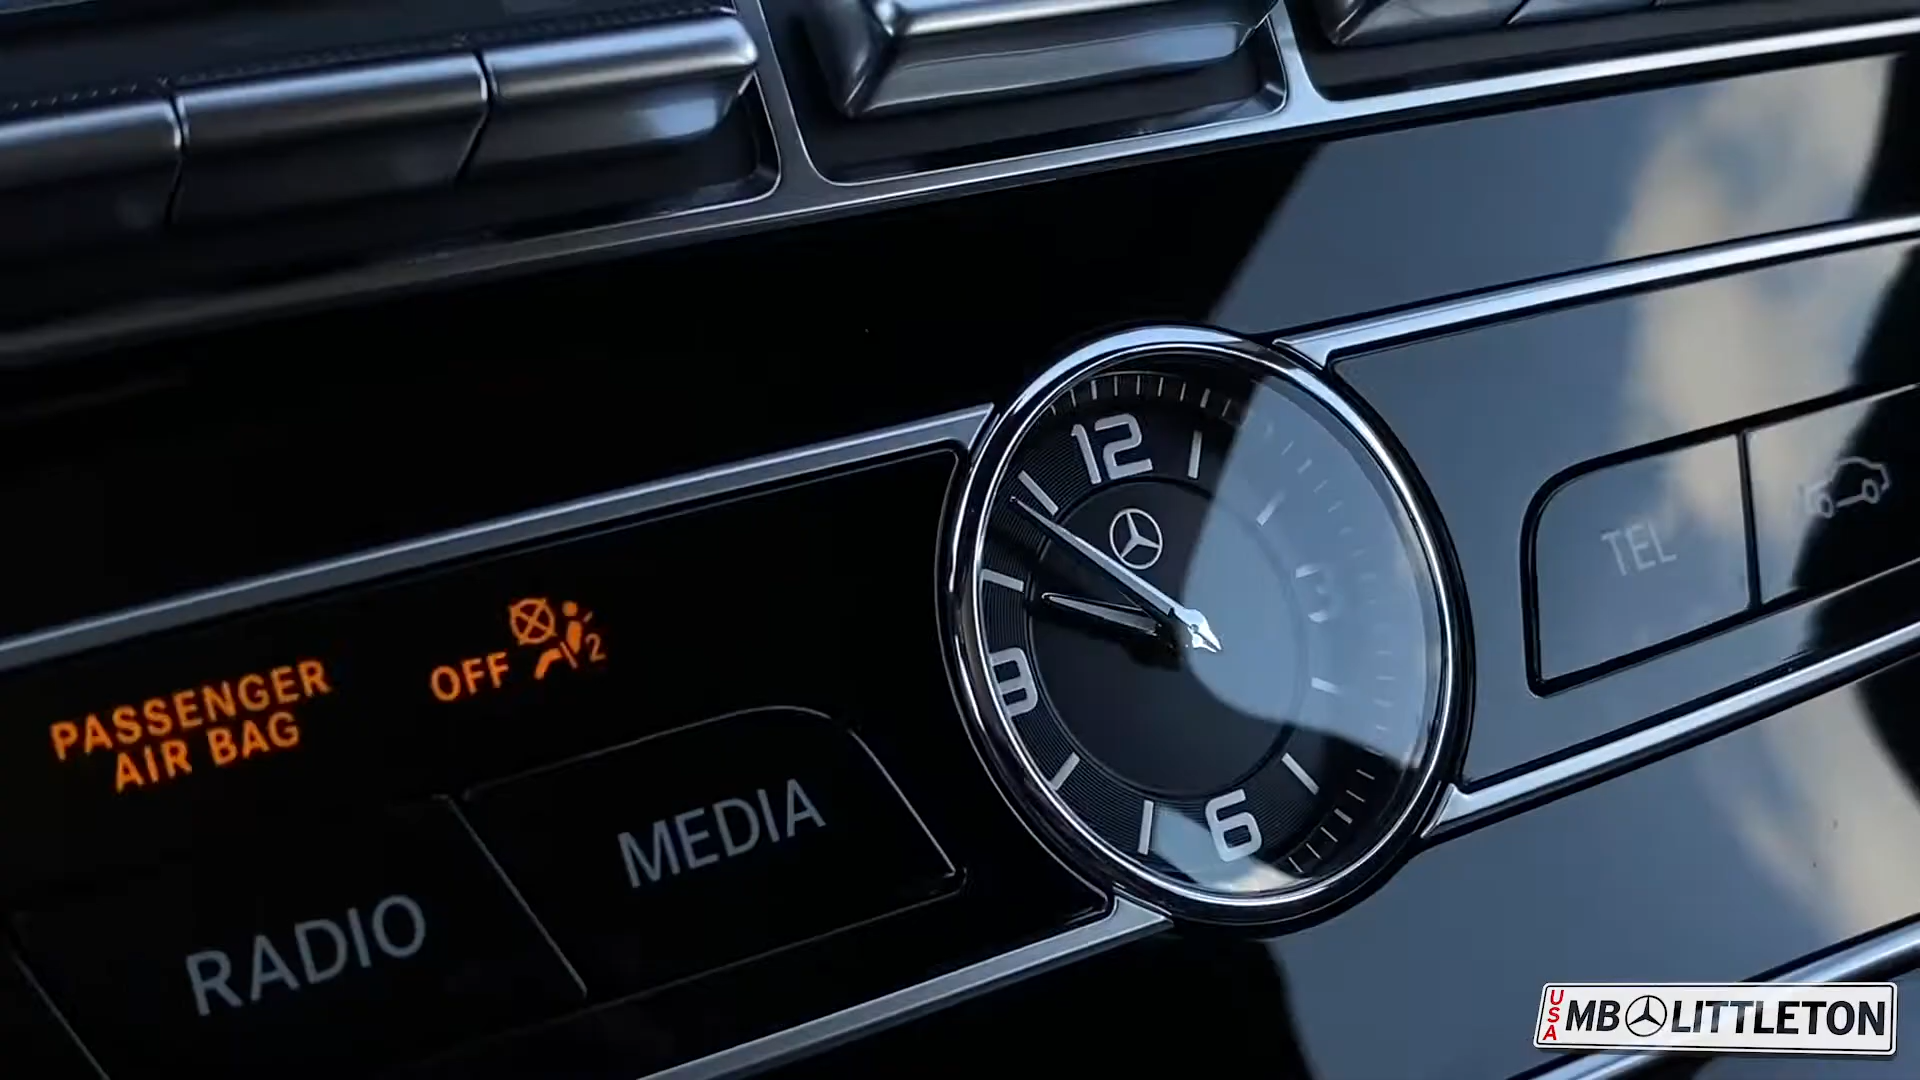 12
3
9
6
TEL
OFF
2
PASSENGER
AIR BAG
MEDIA
RADIO
USA MB LITTLETON